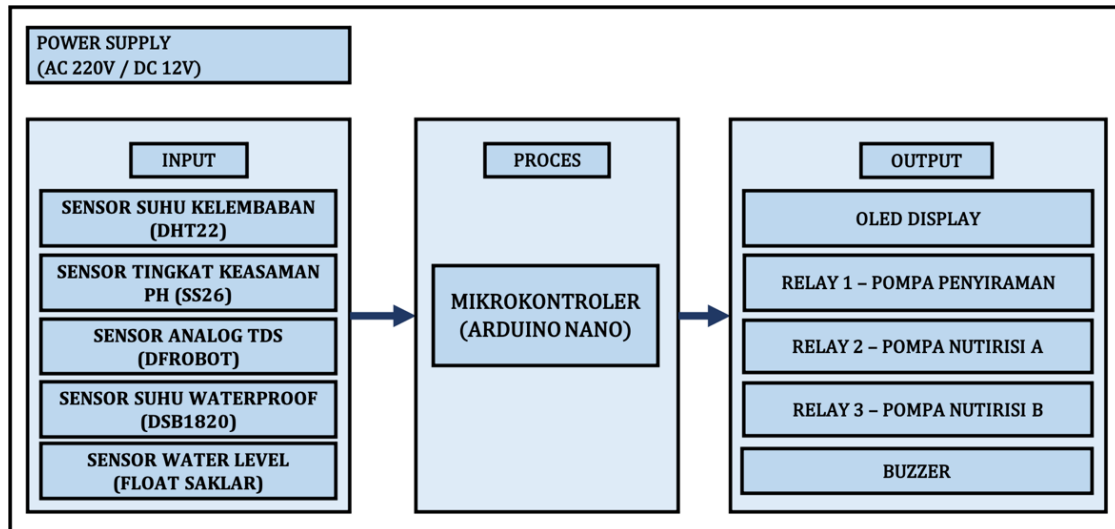 POWER SUPPLY
(AC 220V / DC 12V)
INPUT
SENSOR SUHU KELEMBABAN
(DHT22)
SENSOR TINGKAT KEASAMAN
PH (SS26)
SENSOR ANALOG TDS
(DFROBOT)
SENSOR SUHU WATERPROOF
(DSB1820)
SENSOR WATER LEVEL
(FLOAT SAKLAR)
PROCES
MIKROKONTROLER
(ARDUINO NANO)
OUTPUT
OLED DISPLAY
RELAY 1 – POMPA PENYIRAMAN
RELAY 2 – POMPA NUTIRISI A
RELAY 3 – POMPA NUTIRISI B
BUZZER